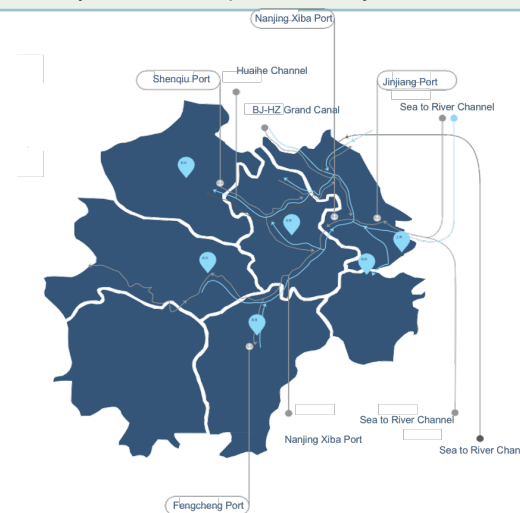 Nanjing Xiba Port
Huaihe Channel
Shenqiu Port
Jinjiang Port
BJ-HZ Grand Canal
Sea to River Channel
Sea to River Channel
Nanjing Xiba Port
Sea to River Chan
Fengcheng Port